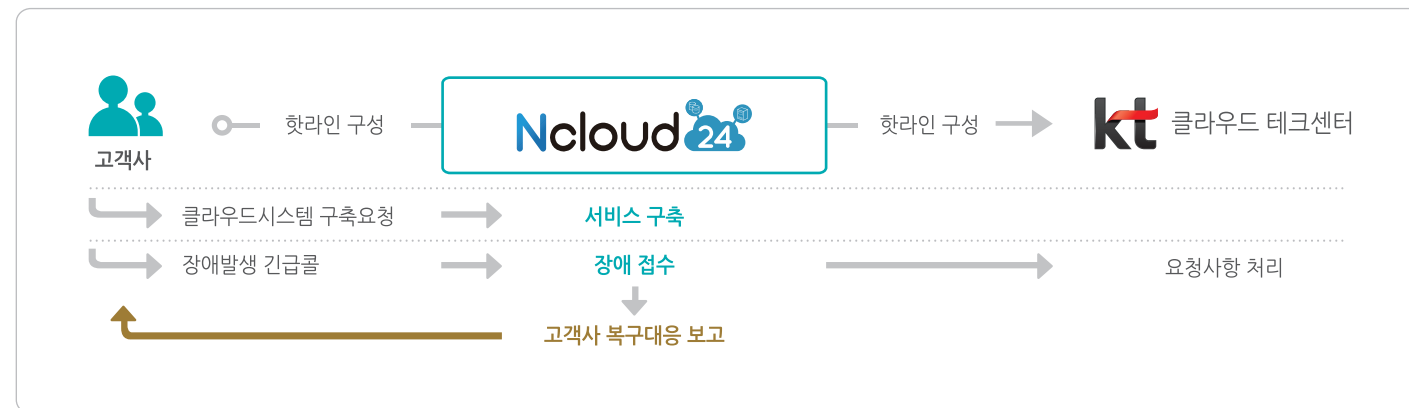 고객사
핫라인 구성
Ncloud 24
핫라인 구성
kt 클라우드 테크센터
클라우드시스템 구축요청
서비스 구축
장애발생 긴급콜
장애 접수
요청사항 처리
고객사 복구대응 보고